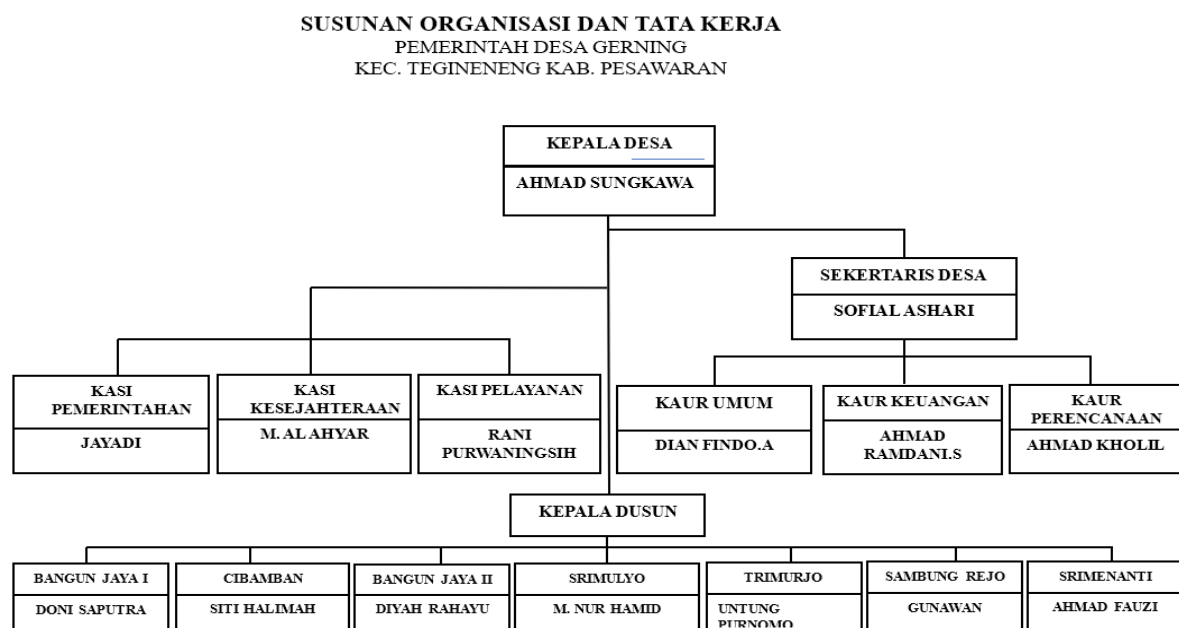 SUSUNAN ORGANISASI DAN TATA KERJA
PEMERINTAH DESA GERNING
KEC. TEGINENENG KAB. PESAWARAN
KEPALA DESA
AHMAD SUNGKAWA
SEKERTARIS DESA
SOFIAL ASHARI
KASI
PEMERINTAHAN
JAYADI
KASI
KESEJAHTERAAN
M. AL AHYAR
KASI PELAYANAN
RANI
PURWANINGSIH
KAUR UMUM
DIAN FINDO.A
KAUR KEUANGAN
AHMAD
RAMDANI.S
KAUR
PERENCANAAN
AHMAD KHOLIL
KEPALA DUSUN
BANGUN JAYA I
DONI SAPUTRA
CIBAMBAN
SITI HALIMAH
BANGUN JAYA II
DIYAH RAHAYU
SRIMULYO
M. NUR HAMID
TRIMURJO
UNTUNG
PURNOMO
SAMBUNG REJO
GUNAWAN
SRIMENANTI
AHMAD FAUZI